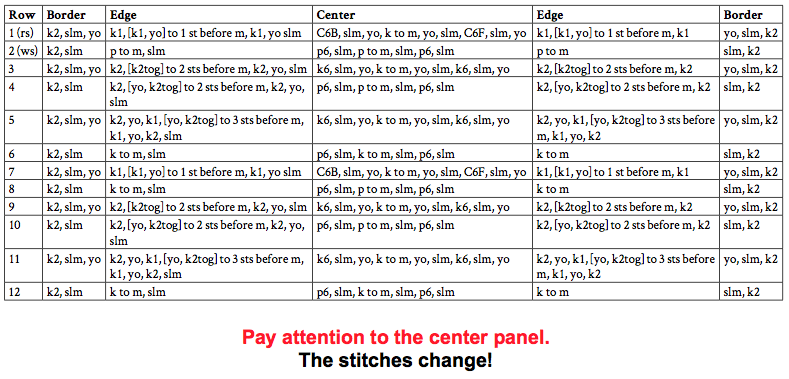 Row Border Edge Center Edge Border
1 (rs) k2, slm, yo k1, [k1, yo] to 1 st before m, k1, yo slm C6B, slm, yo, k to m, yo, slm, C6F, slm, yo k1, [k1, yo] to 1 st before m, k1 yo, slm, k2
2 (ws) k2, slm p to m, slm p6, slm, p to m, slm, p6, slm p to m slm, k2
3 k2, slm, yo k2, [k2tog] to 2 sts before m, k2, yo, slm k6, slm, yo, k to m, yo, slm, k6, slm, yo k2, [k2tog] to 2 sts before m, k2 yo, slm, k2
4 k2, slm k2, [yo, k2tog] to 2 sts before m, k2, yo, p6, slm, p to m, slm, p6, slm k2, [yo, k2tog] to 2 sts before m, k2 slm, k2
slm
5 k2, slm, yo k2, yo, k1, [yo, k2tog] to 3 sts before m, k6, slm, yo, k to m, yo, slm, k6, slm, yo k2, yo, k1, [yo, k2tog] to 3 sts before yo, slm, k2
k1, yo, k2, slm m, k1, yo, k2
6 k2, slm k to m, slm p6, slm, k to m, slm, p6, slm k to m slm, k2
7 k2, slm, yo k1, [k1, yo] to 1 st before m, k1, yo slm C6B, slm, yo, k to m, yo, slm, C6F, slm, yo k1, [k1, yo] to 1 st before m, k1 yo, slm, k2
8 k2, slm k to m, slm p6, slm, p to m, slm, p6, slm k to m slm, k2
9 k2, slm, yo k2, [k2tog] to 2 sts before m, k2, yo, slm k6, slm, yo, k to m, yo, slm, k6, slm, yo k2, [k2tog] to 2 sts before m, k2 yo, slm, k2
10 k2, slm k2, [yo, k2tog] to 2 sts before m, k2, yo, p6, slm, p to m, slm, p6, slm k2, [yo, k2tog] to 2 sts before m, k2 slm, k2
slm
11 k2, slm, yo k2, yo, k1, [yo, k2tog] to 3 sts before m, k6, slm, yo, k to m, yo, slm, k6, slm, yo k2, yo, k1, [yo, k2tog] to 3 sts before yo, slm, k2
k1, yo, k2, slm m, k1, yo, k2
12 k2, slm k to m, slm p6, slm, k to m, slm, p6, slm k to m slm, k2
Pay attention to the center panel.
The stitches change!